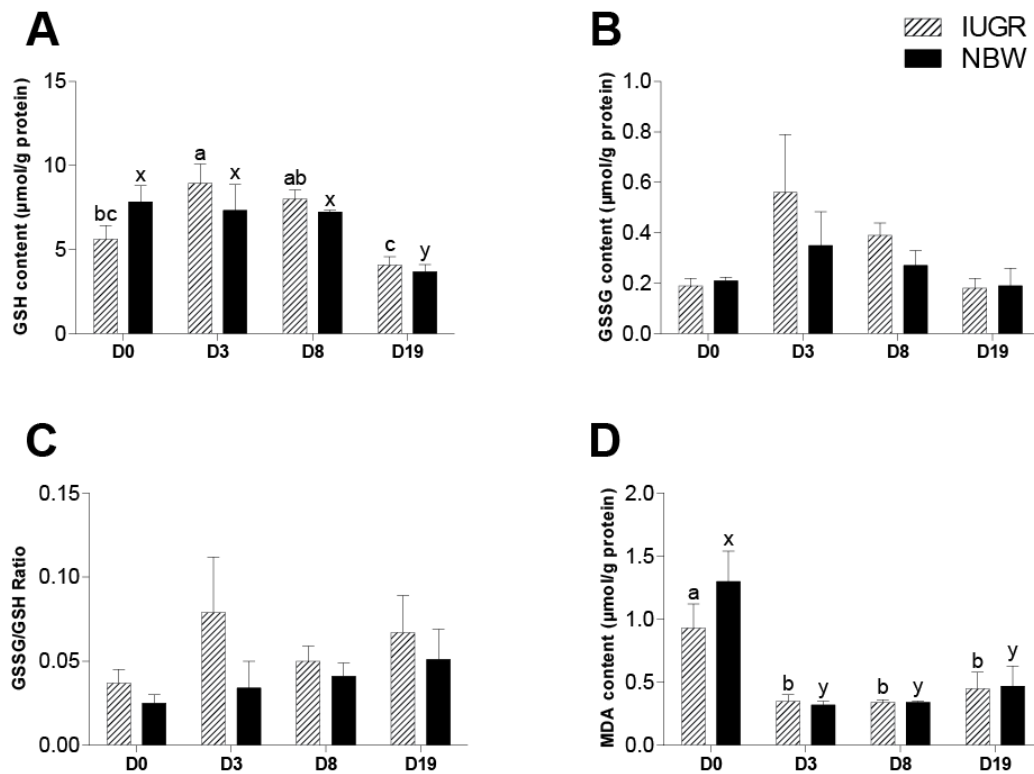 A
B
IUGR
NBW
GSH content (µmol/g protein)
15
10
5
0
bc
x
a
x
ab
x
c
y
D0
D3
D8
D19
GSSG content (µmol/g protein)
1.0
0.8
0.6
0.4
0.2
0.0
D0
D3
D8
D19
C
D
GSSG/GSH Ratio
0.15
0.10
0.05
0.00
D0
D3
D8
D19
MDA content (µmol/g protein)
2.0
1.5
1.0
0.5
0.0
a
x
b
y
b
y
b
y
D0
D3
D8
D19